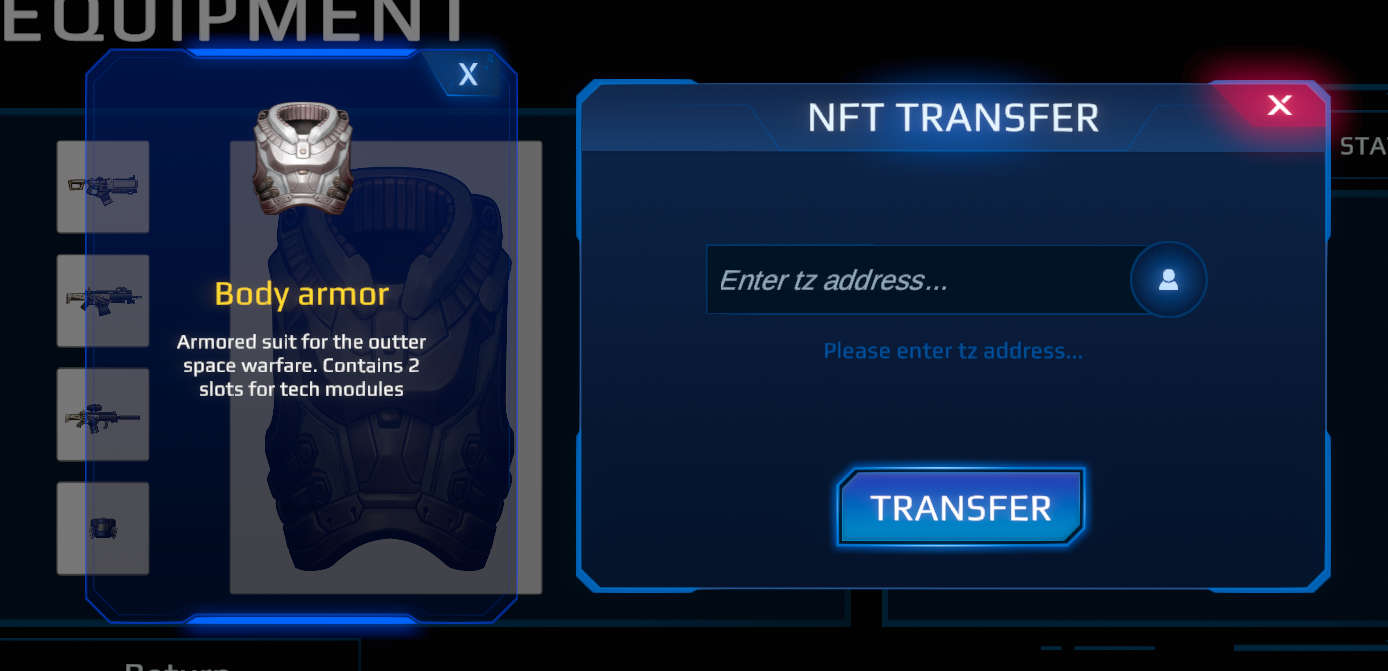 EQUIPMENT
X
Body armor
Armored suit for the outter
space warfare. Contains 2
slots for tech modules
NFT TRANSFER
X
Enter tz address...
Please enter tz address...
TRANSFER
STA
Return